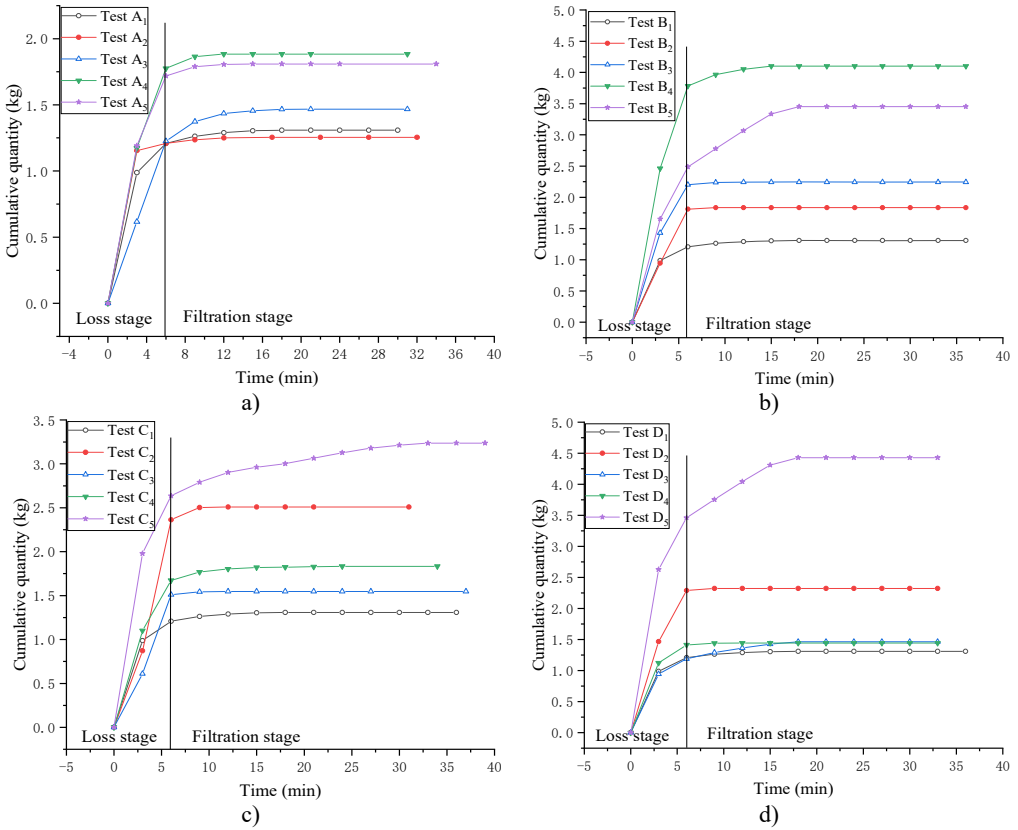 Test A₁
Test A₂
Test A₃
Test A₄
Test A₅
Cumulative quantity (kg)
2.0
1.5
1.0
0.5
0.0
Loss stage
Filtration stage
−4 0 4 8 12 16 20 24 28 32 36 40
Time (min)
a)
Test B₁
Test B₂
Test B₃
Test B₄
Test B₅
Cumulative quantity (kg)
5.0
4.5
4.0
3.5
3.0
2.5
2.0
1.5
1.0
0.5
0.0
Loss stage
Filtration stage
−5 0 5 10 15 20 25 30 35 40
Time (min)
b)
Test C₁
Test C₂
Test C₃
Test C₄
Test C₅
Cumulative quantity (kg)
3.5
3.0
2.5
2.0
1.5
1.0
0.5
0.0
Loss stage
Filtration stage
−5 0 5 10 15 20 25 30 35 40
Time (min)
c)
Test D₁
Test D₂
Test D₃
Test D₄
Test D₅
Cumulative quantity (kg)
5.0
4.5
4.0
3.5
3.0
2.5
2.0
1.5
1.0
0.5
0.0
Loss stage
Filtration stage
−5 0 5 10 15 20 25 30 35 40
Time (min)
d)